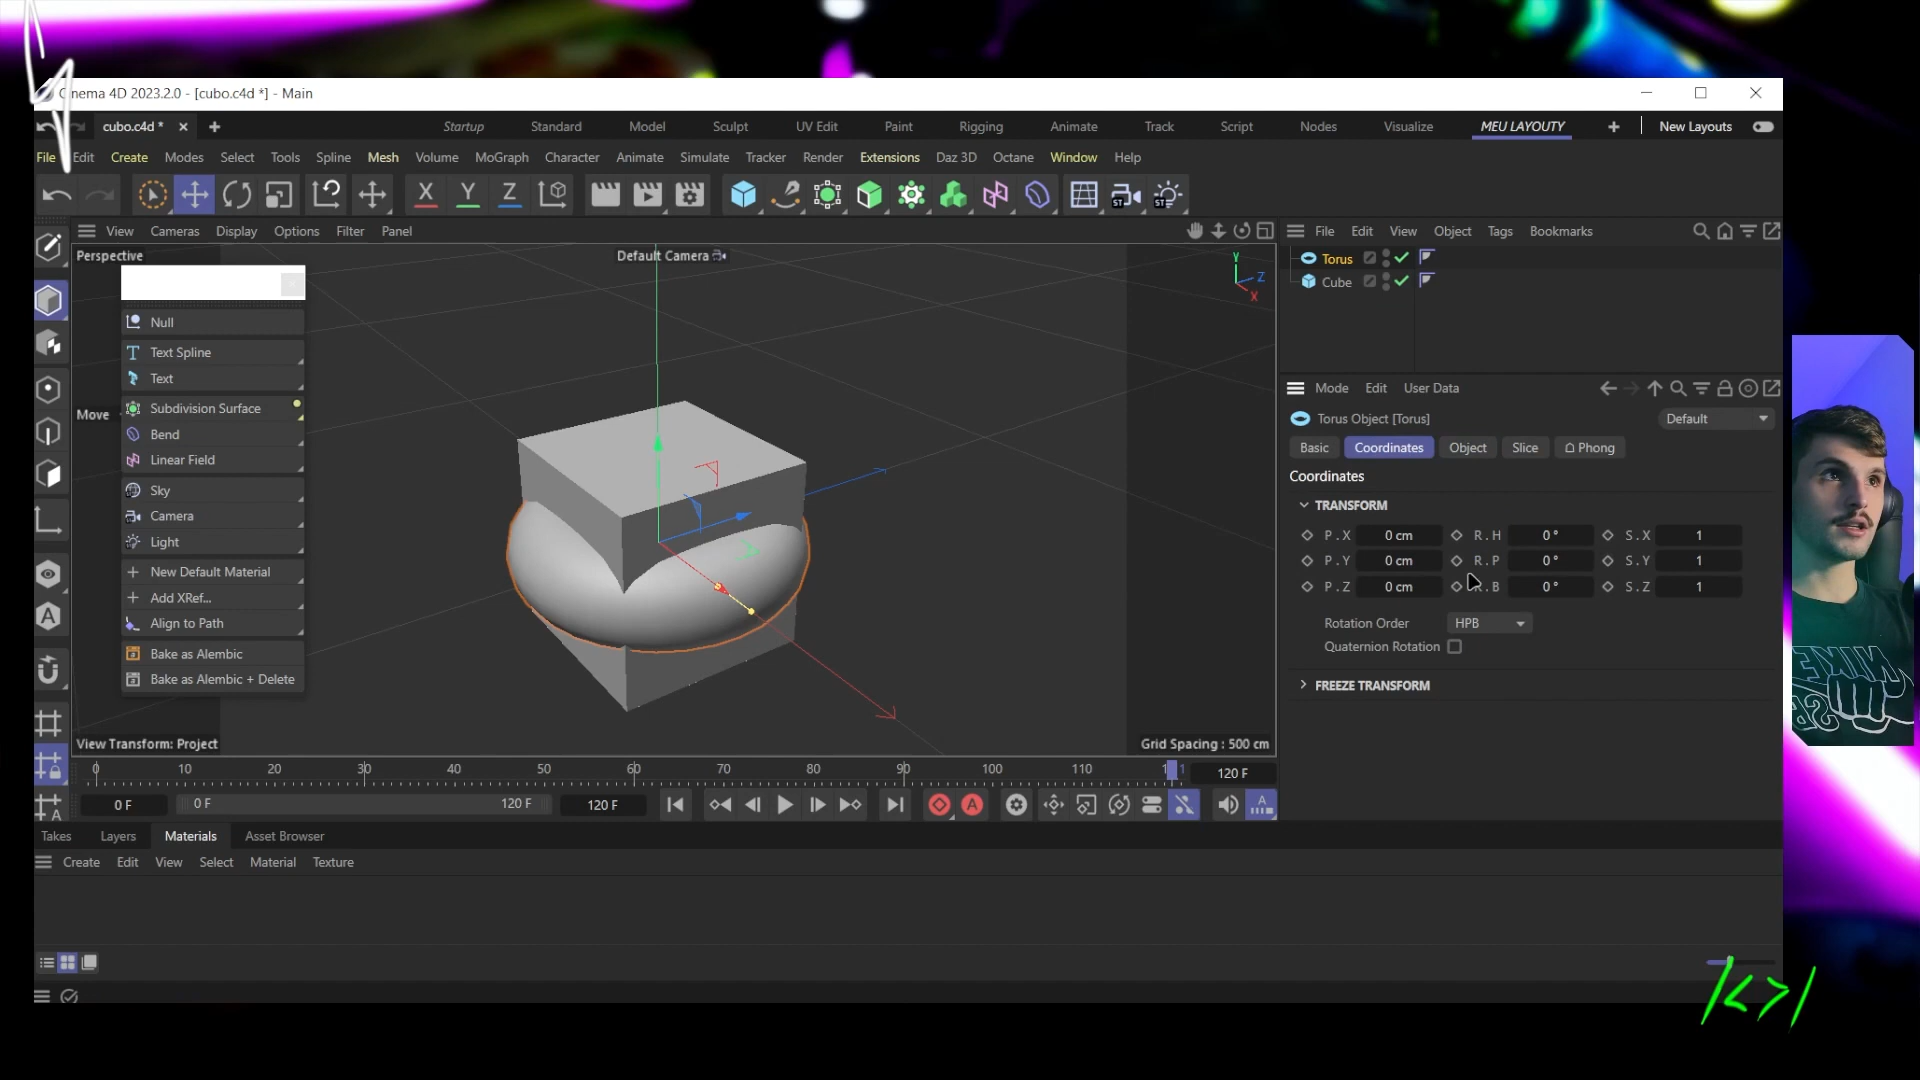 Cinema 4D 2023.2.0 - [cubo.c4d *] - Main
cubo.c4d *
Startup Standard Model Sculpt UV Edit Paint Rigging Animate Track Script Nodes Visualize MEU LAYOUTY New Layouts
File Edit Create Modes Select Tools Spline Mesh Volume MoGraph Character Animate Simulate Tracker Render Extensions Daz 3D Octane Window Help
X Y Z ST ST
View Cameras Display Options Filter Panel
Perspective
Default Camera
Y
Z
X
Move
Null
Text Spline
Text
Subdivision Surface
Bend
Linear Field
Sky
Camera
Light
New Default Material
Add XRef...
Align to Path
Bake as Alembic
Bake as Alembic + Delete
View Transform: Project
Grid Spacing : 500 cm
0 10 20 30 40 50 60 70 80 90 100 110 120 F
0 F 0 F 120 F 120 F
Takes Layers Materials Asset Browser
Create Edit View Select Material Texture
File Edit View Object Tags Bookmarks
Torus
Cube
Mode Edit User Data
Torus Object [Torus]
Default
Basic Coordinates Object Slice Phong
Coordinates
TRANSFORM
P . X 0 cm R . H 0 ° S . X 1
P . Y 0 cm R . P 0 ° S . Y 1
P . Z 0 cm R . B 0 ° S . Z 1
Rotation Order HPB
Quaternion Rotation
FREEZE TRANSFORM